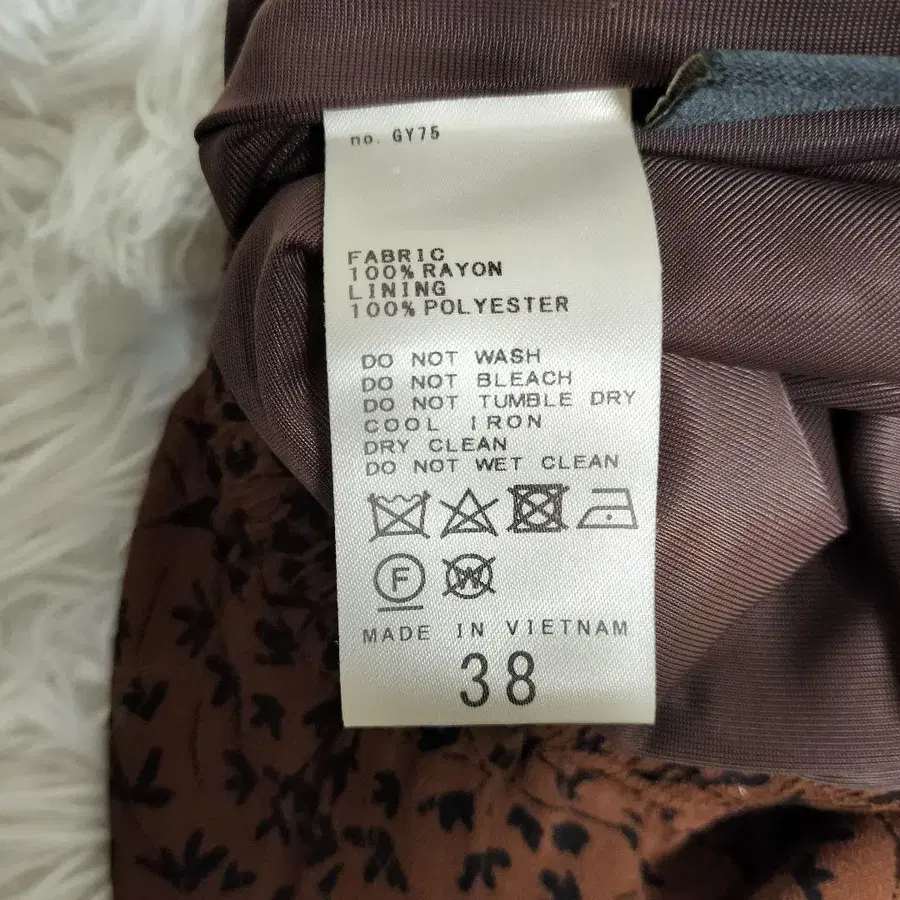 no. GY75
FABRIC
100% RAYON
LINING
100% POLYESTER
DO NOT WASH
DO NOT BLEACH
DO NOT TUMBLE DRY
COOL IRON
DRY CLEAN
DO NOT WET CLEAN
F W
MADE IN VIETNAM
38